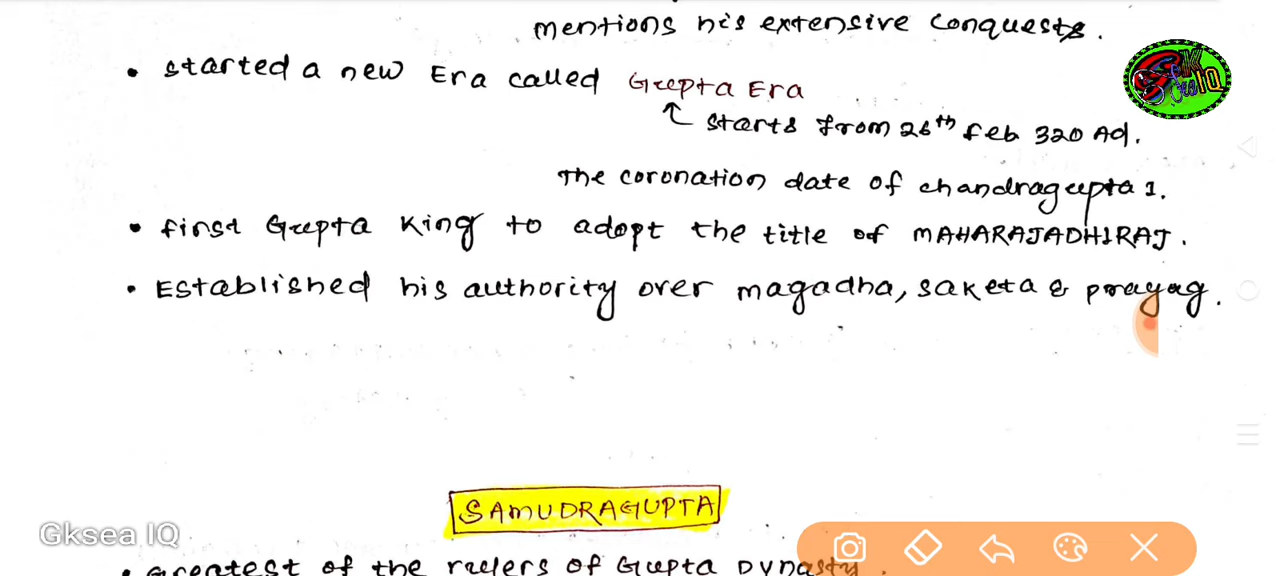 mentions his extensive conquests.
• started a new Era called Gupta Era
starts from 26th feb 320 AD.
The coronation date of chandragupta 1.
• first Gupta King to adopt the title of MAHARAJADHIRAJ.
• Established his authority over magadha, saketa & prayag.
SAMUDRAGUPTA
Gksea IQ
• Greatest of the rulers of Gupta Dynasty.